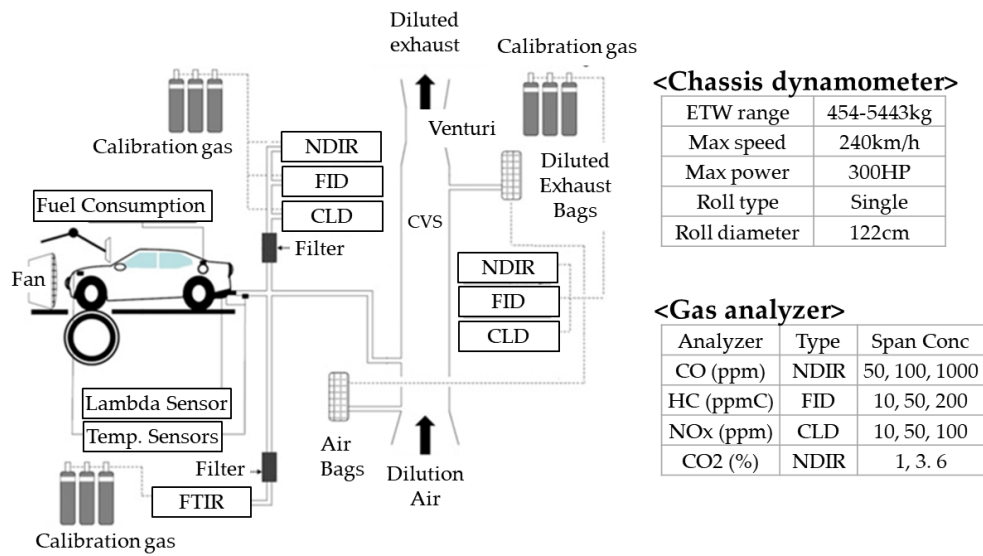 Diluted
exhaust
Calibration gas
Calibration gas
Venturi
NDIR
FID
CLD
Diluted
Exhaust
Bags
CVS
Fuel Consumption
Filter
Fan
NDIR
FID
CLD
Lambda Sensor
Temp. Sensors
Air
Bags
Filter
Dilution
Air
FTIR
Calibration gas
<Chassis dynamometer>
ETW range 454-5443kg
Max speed 240km/h
Max power 300HP
Roll type Single
Roll diameter 122cm
<Gas analyzer>
Analyzer Type Span Conc
CO (ppm) NDIR 50, 100, 1000
HC (ppmC) FID 10, 50, 200
NOx (ppm) CLD 10, 50, 100
CO2 (%) NDIR 1, 3. 6